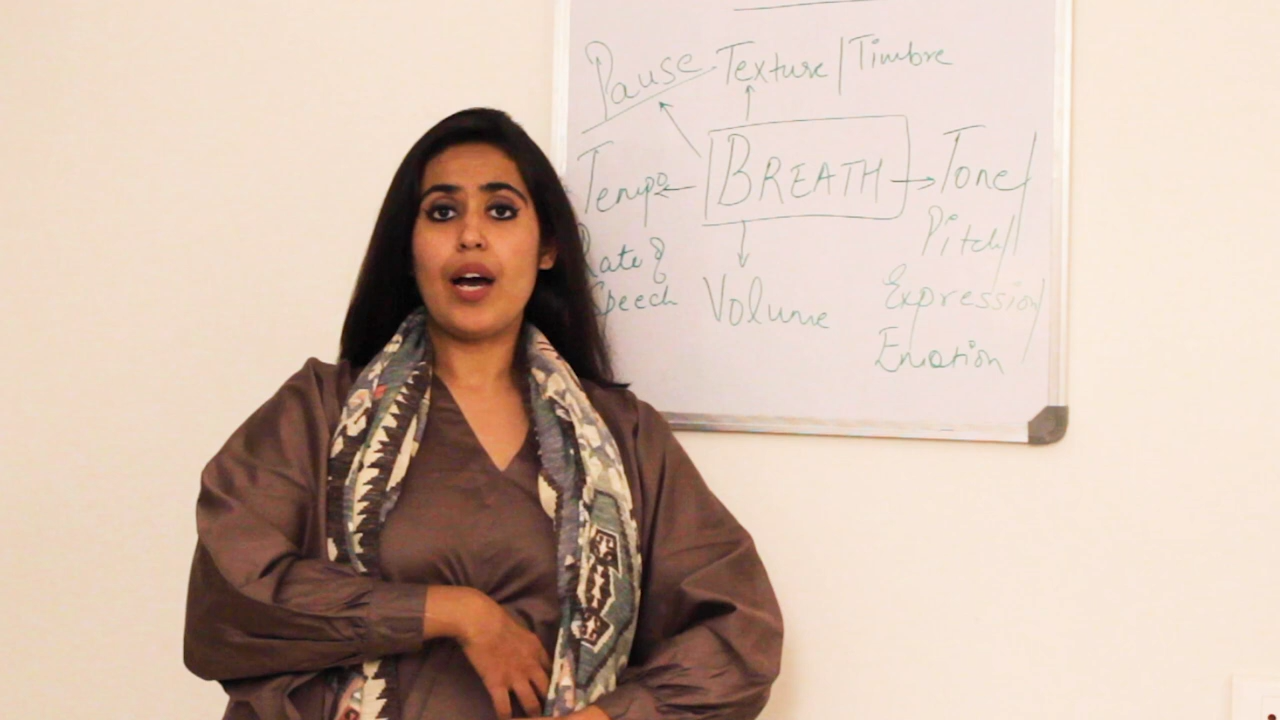 Pause Texture/Timbre
Tempo BREATH Tone/
Pitch/
Rate of Expression/
Speech Volume
Emotion